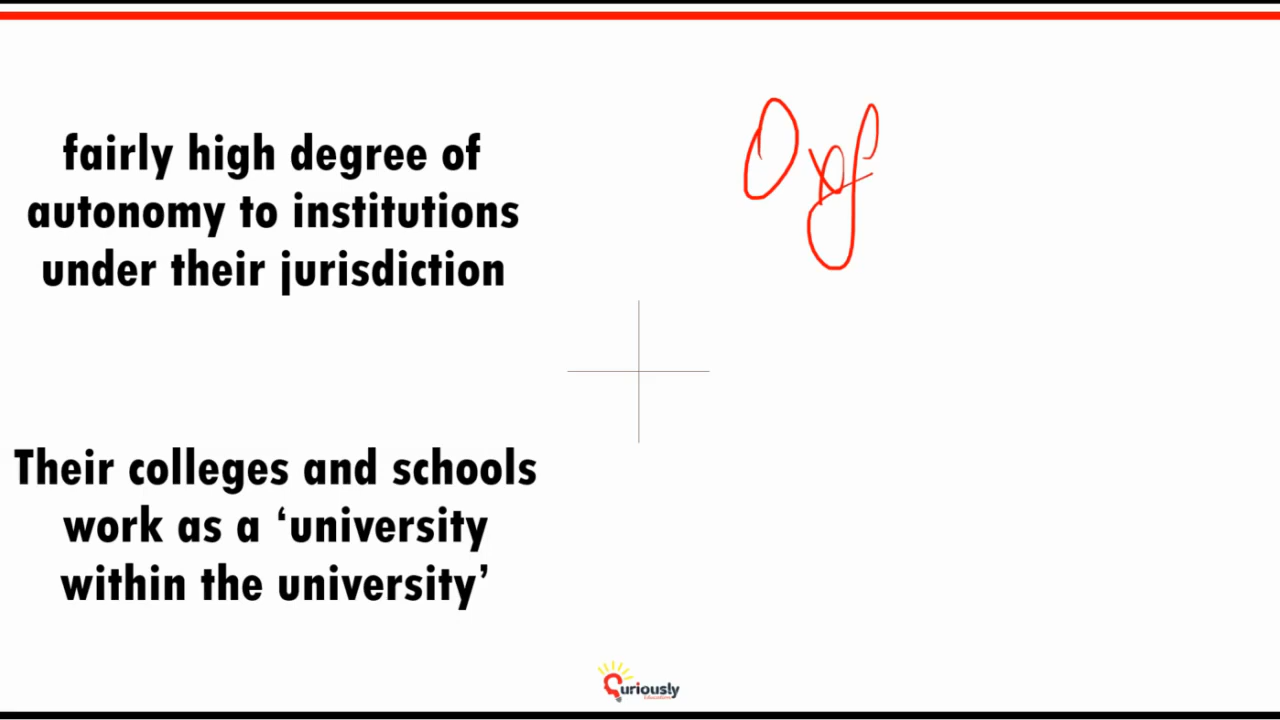 fairly high degree of
autonomy to institutions
under their jurisdiction
Oxf
Their colleges and schools
work as a ‘university
within the university’
Curiously
Education